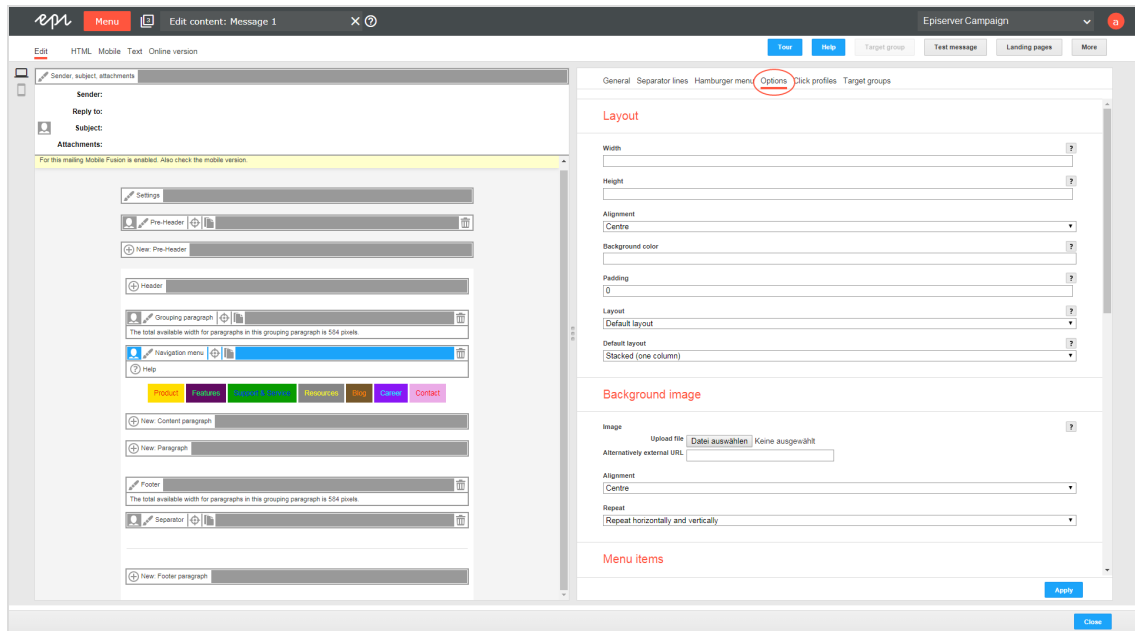 epi Menu 3 Edit content: Message 1 Episerver Campaign a
Edit HTML Mobile Text Online version Tour Help Target group Text message Landing pages More
Sender, subject, attachments
Sender:
Reply to:
Subject:
Attachments:
For this mailing Mobile Fusion is enabled. Also check the mobile version.
Settings
Pre-Header
New: Pre-Header
Header
Grouping paragraph
The total available width for paragraphs in this grouping paragraph is 584 pixels.
Navigation menu
? Help
Product Features Support & Service Resources Blog Career Contact
New: Content paragraph
New: Paragraph
Footer
The total available width for paragraphs in this grouping paragraph is 584 pixels.
Separator
New: Footer paragraph
General Separator lines Hamburger menu Options Click profiles Target groups
Layout
Width ?
Height ?
Alignment
Centre
Background color ?
Padding ?
0
Layout ?
Default layout
Default layout ?
Stacked (one column)
Background image
Image ?
Upload file Datei auswählen Keine ausgewählt
Alternatively external URL
Alignment
Centre
Repeat
Repeat horizontally and vertically
Menu items
Apply
Close